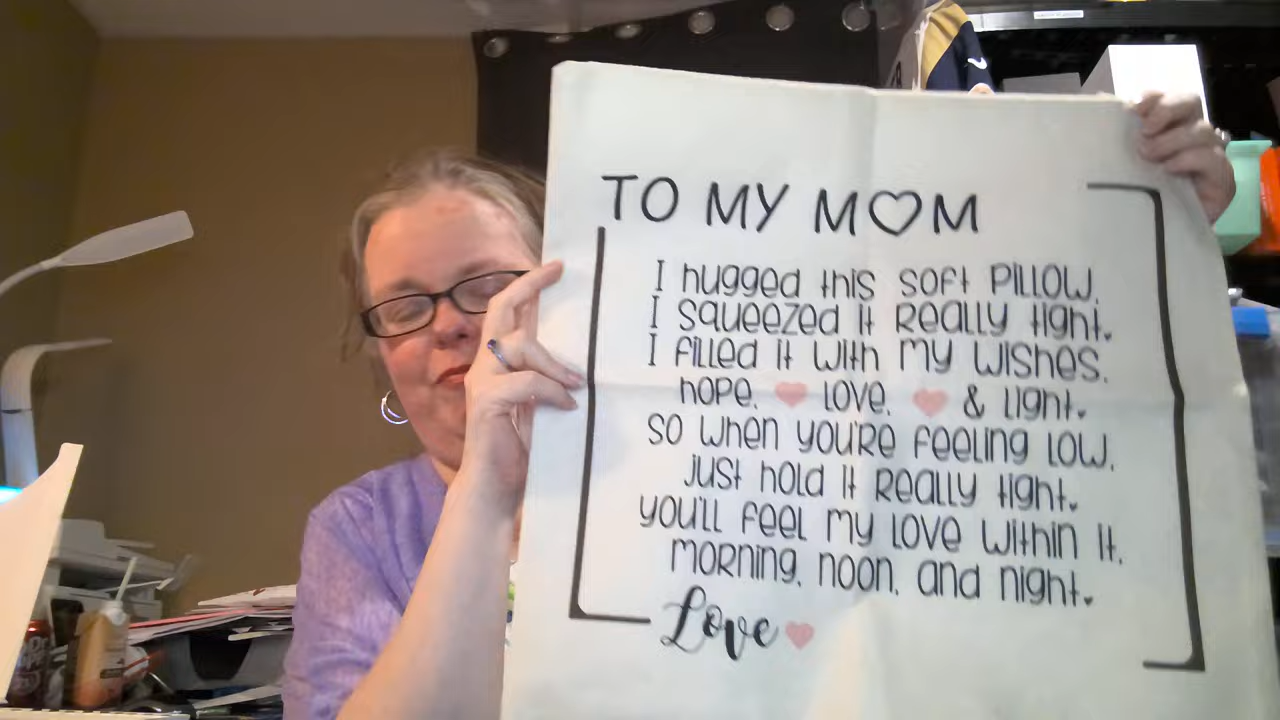 TO MY MOM
I hugged this soft PILLOW.
I squeezed it REALLY tight.
I filled it with my wishes.
hope. LOVE. & Light.
so when you're feeling low.
just hold it REALLY tight.
you'll feel my love within it.
morning. noon. and night.
Love